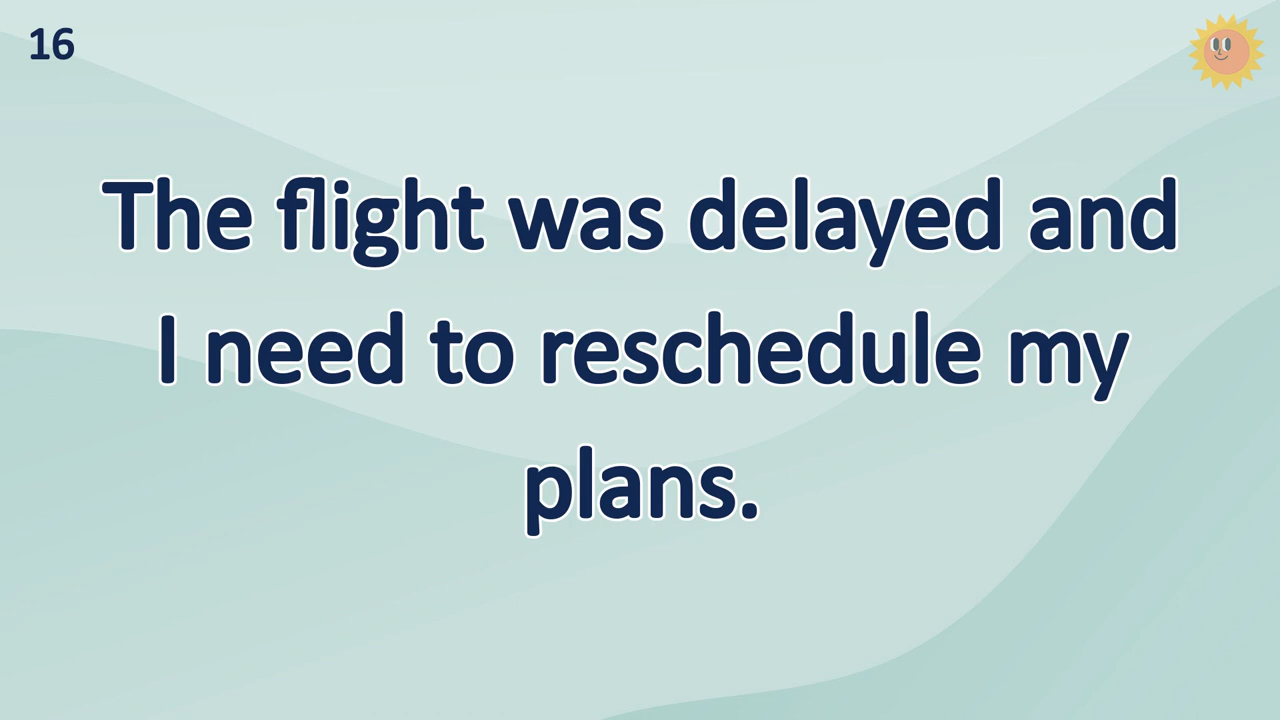 16
The flight was delayed and
I need to reschedule my
plans.